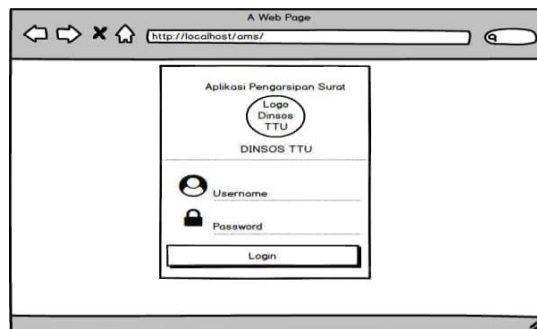 A Web Page
http://localhost/ams/
Aplikasi Pengarsipan Surat
Logo
Dinsos
TTU
DINSOS TTU
Username
Password
Login